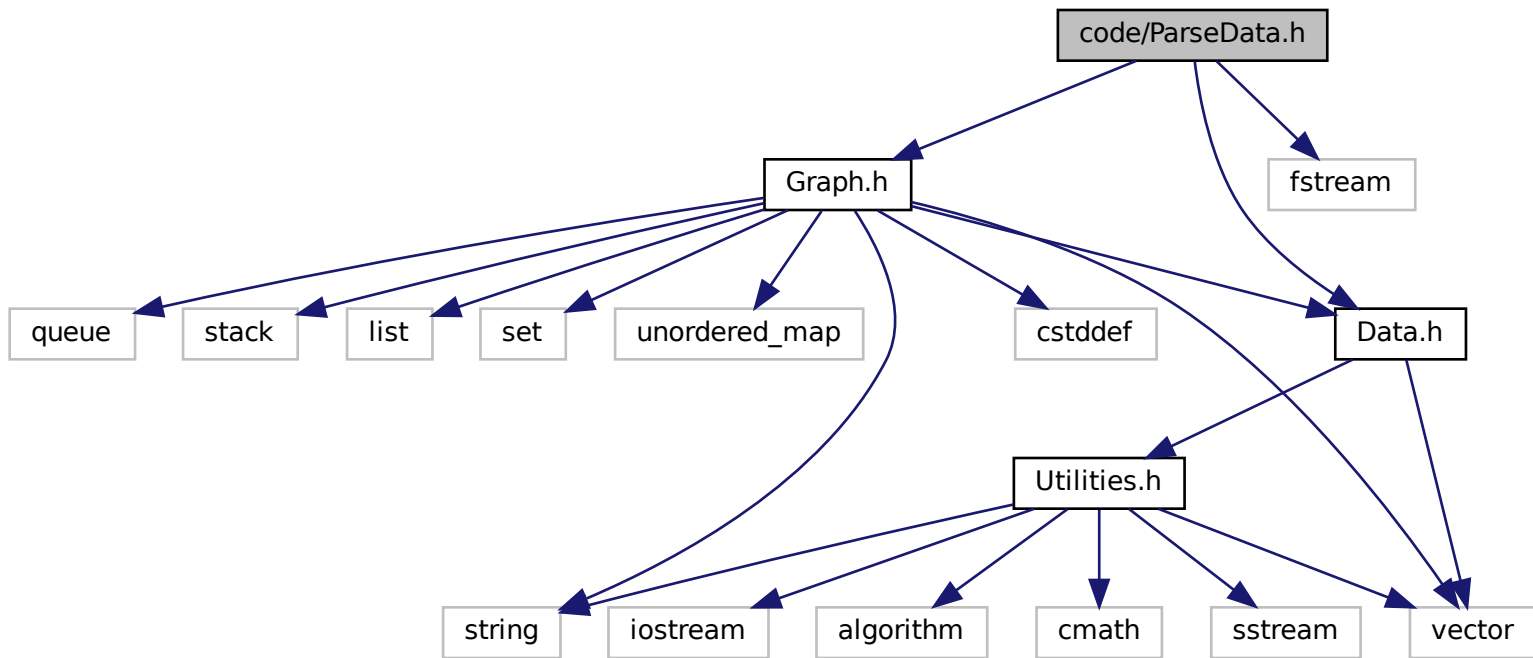 code/ParseData.h
Graph.h
fstream
queue
stack
list
set
unordered_map
cstddef
Data.h
Utilities.h
string
iostream
algorithm
cmath
sstream
vector